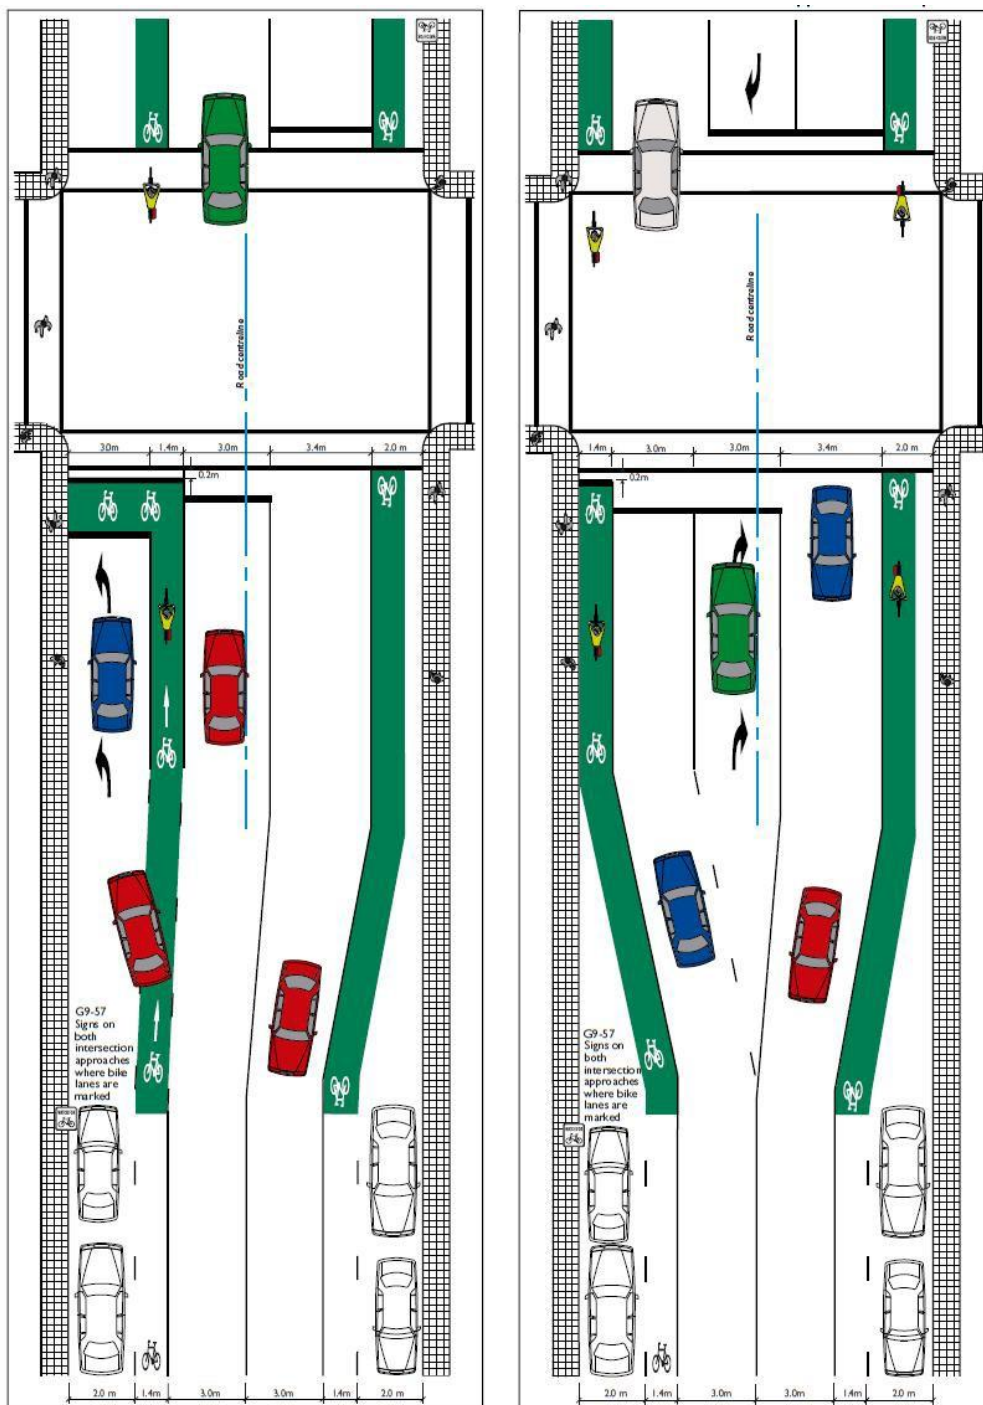 Road centreline
3.0m 1.4m 3.0m 3.4m 2.0 m
0.2m
G9-57
Signs on
both
intersection
approaches
where bike
lanes are
marked
2.0 m 1.4m 3.0m 3.0m 1.4m 2.0 m
Road centreline
1.4m 3.0m 3.0m 3.4m 2.0 m
0.2m
G9-57
Signs on
both
intersection
approaches
where bike
lanes are
marked
2.0 m 1.4m 3.0m 3.0m 1.4m 2.0 m